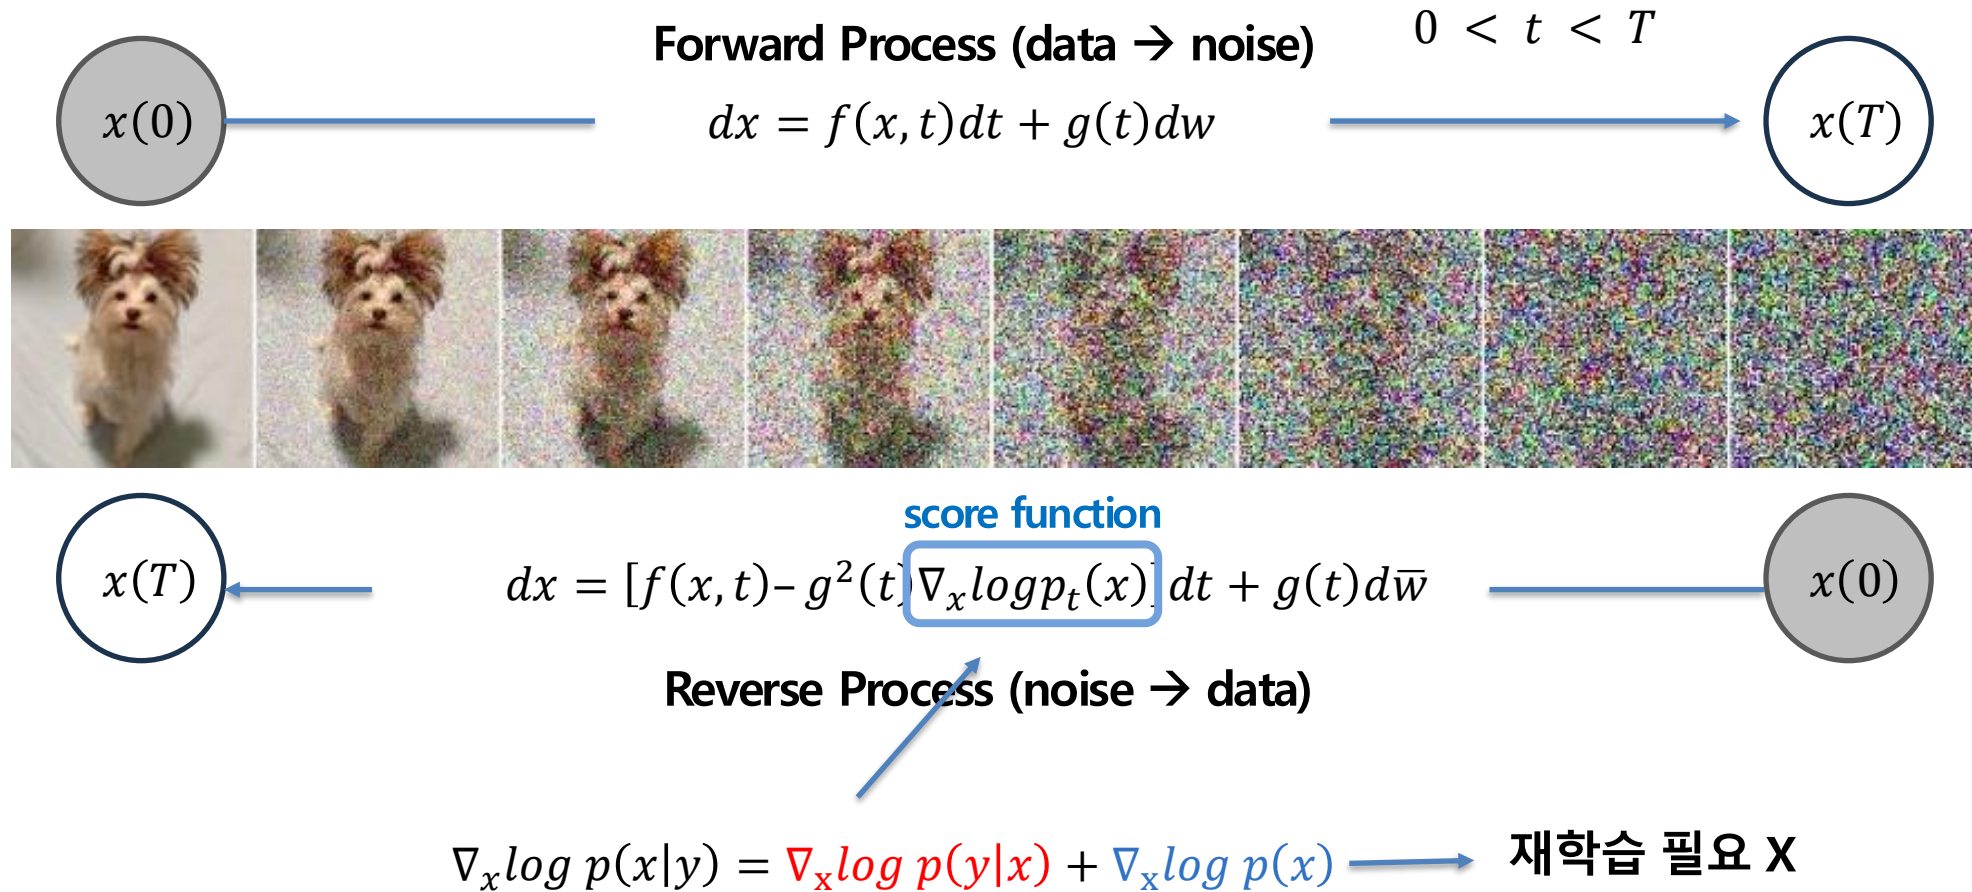 Forward Process (data → noise)
0 < t < T
x(0)
dx = f(x, t)dt + g(t)dw
x(T)
score function
x(T)
dx = [f(x, t)– g²(t)∇ₓlogpₜ(x)]dt + g(t)dw̅
x(0)
Reverse Process (noise → data)
∇ₓlog p(x|y) = ∇ₓlog p(y|x) + ∇ₓlog p(x)
재학습 필요 X